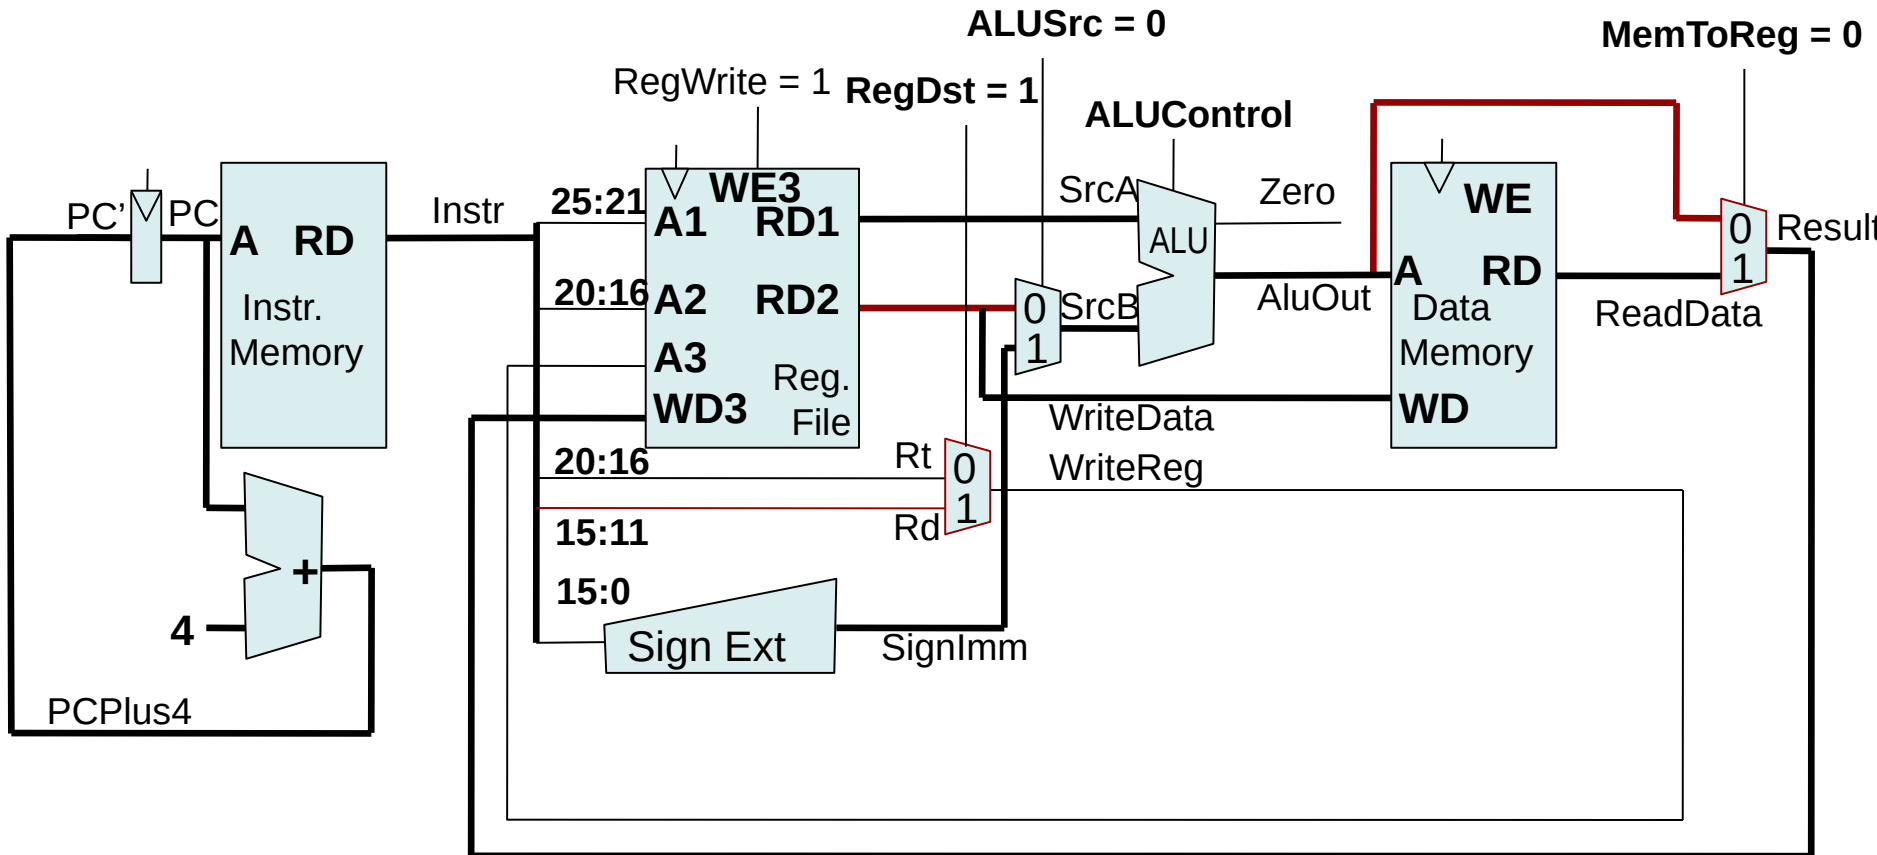 ALUSrc = 0
MemToReg = 0
RegWrite = 1
RegDst = 1
ALUControl
PC’
PC
A RD
Instr.
Memory
Instr
25:21
20:16
WE3
A1 RD1
A2 RD2
A3
WD3
Reg.
File
SrcA
SrcB
0
1
ALU
Zero
AluOut
WE
A RD
Data
Memory
WD
0
1
Result
ReadData
WriteData
WriteReg
20:16
Rt
0
1
Rd
15:11
15:0
Sign Ext
SignImm
+
4
PCPlus4